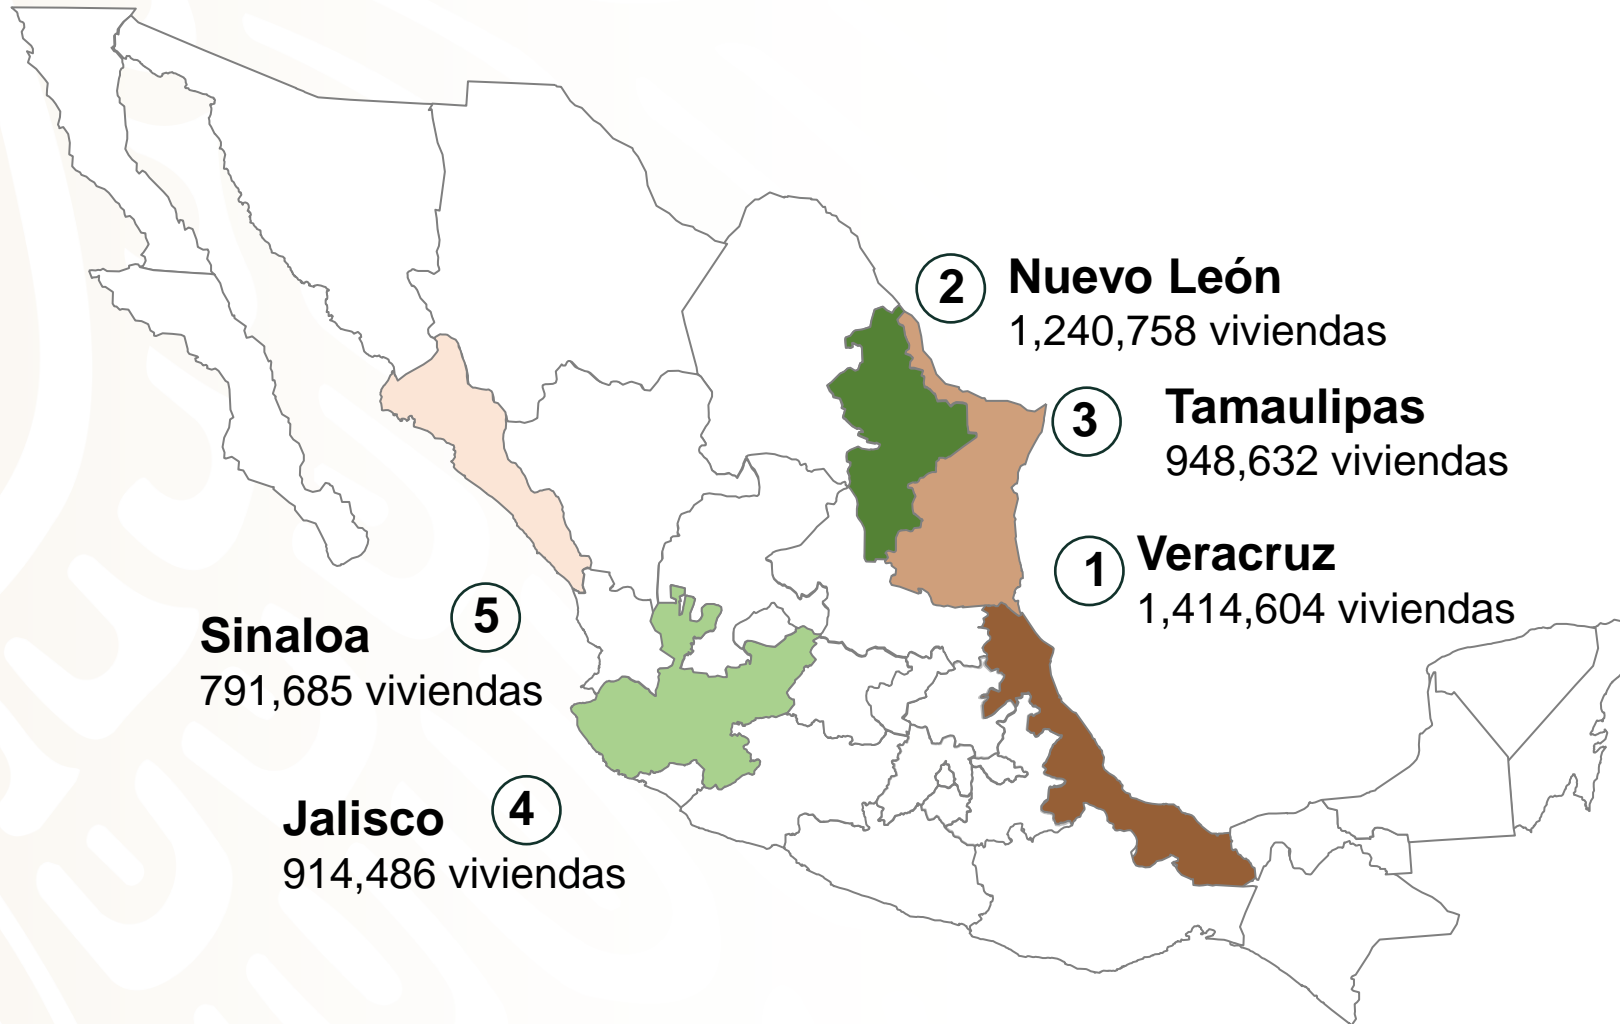 2
Nuevo León
1,240,758 viviendas
3
Tamaulipas
948,632 viviendas
1
Veracruz
1,414,604 viviendas
5
Sinaloa
791,685 viviendas
4
Jalisco
914,486 viviendas